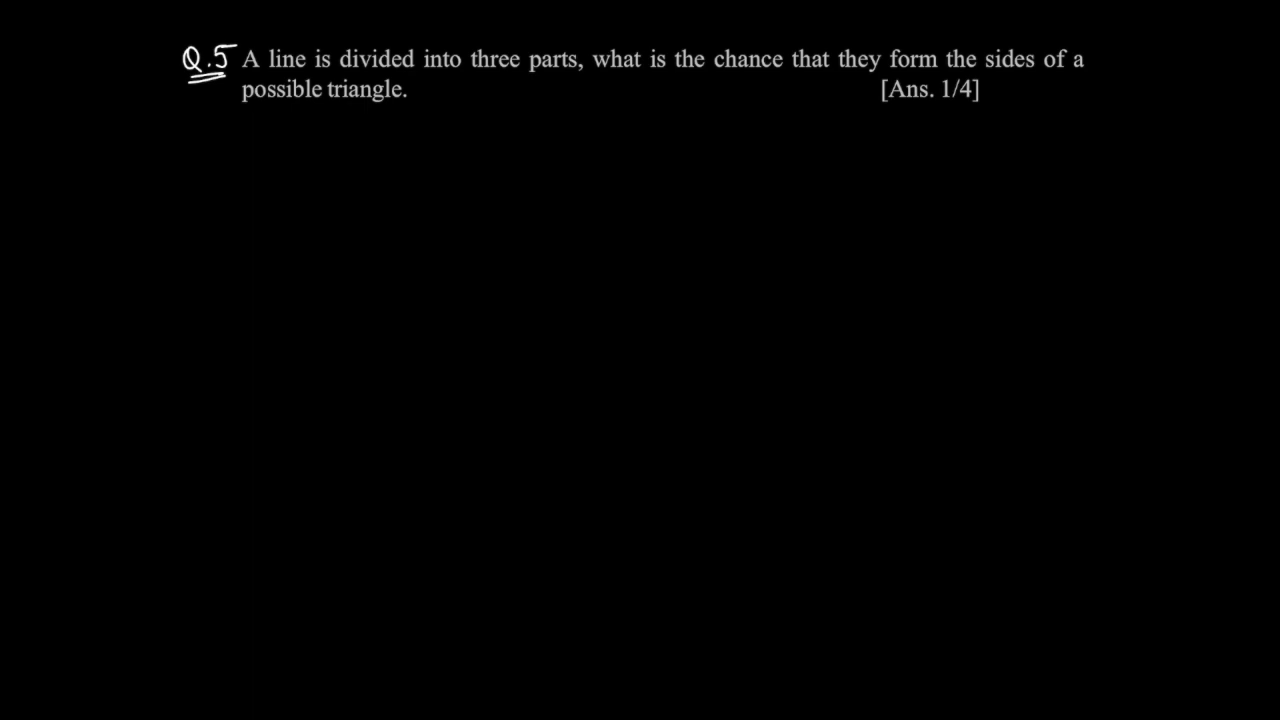 Q.5 A line is divided into three parts, what is the chance that they form the sides of a
possible triangle. [Ans. 1/4]